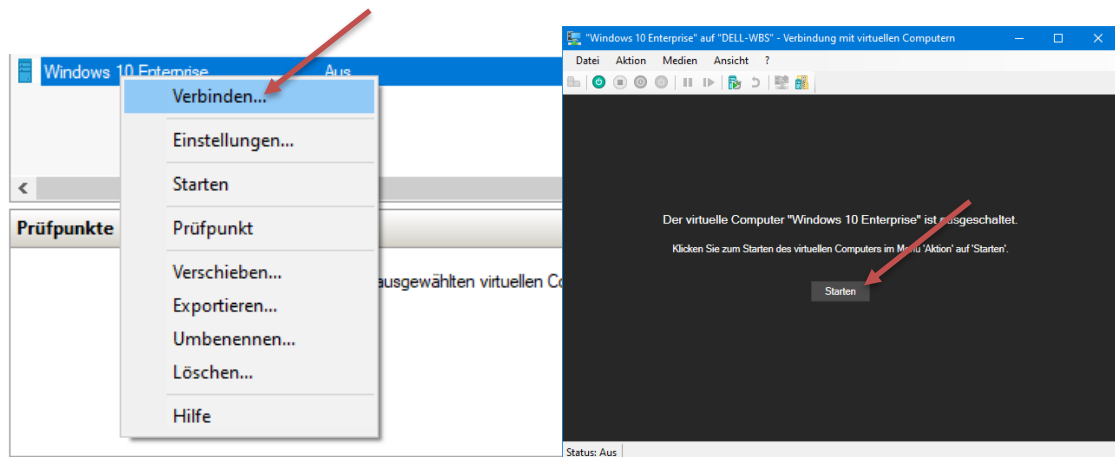 Windows 10 Enterprise Aus
Verbinden...
Einstellungen...
Starten
Prüfpunkte
Prüfpunkt
Verschieben...
ausgewählten virtuellen
Exportieren...
Umbenennen...
Löschen...
Hilfe
"Windows 10 Enterprise" auf "DELL-WBS" - Verbindung mit virtuellen Computern
Datei Aktion Medien Ansicht ?
Der virtuelle Computer "Windows 10 Enterprise" ist ausgeschaltet.
Klicken Sie zum Starten des virtuellen Computers im Menü 'Aktion' auf 'Starten'.
Starten
Status: Aus